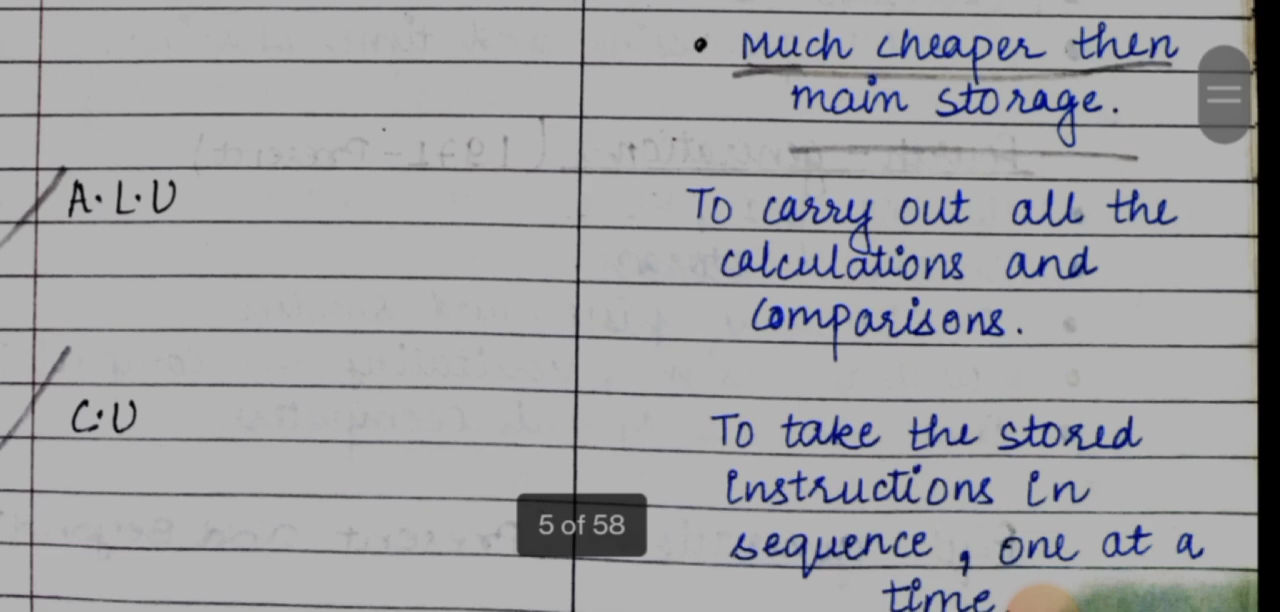 • Much cheaper then
main storage.
A.L.U
To carry out all the
calculations and
comparisons.
C.U
To take the stored
instructions in
5 of 58
sequence, one at a
time